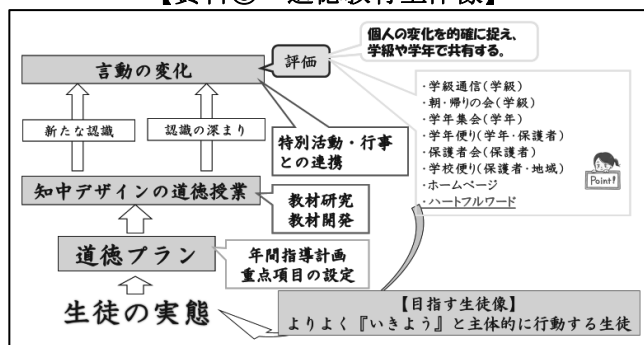 【資料① 道徳教育全体像】
個人の変化を的確に捉え、
学級や学年で共有する。
評価
言動の変化
・学級通信(学級)
・朝・帰りの会(学級)
・学年集会(学年)
・学年便り(学年・保護者)
・保護者会(保護者)
・学校便り(保護者・地域)
・ホームページ
・ハートフルワード
Point!
新たな認識
認識の深まり
特別活動・行事
との連携
知中デザインの道徳授業
教材研究
教材開発
道徳プラン
年間指導計画
重点項目の設定
生徒の実態
【目指す生徒像】
よりよく『いきよう』と主体的に行動する生徒